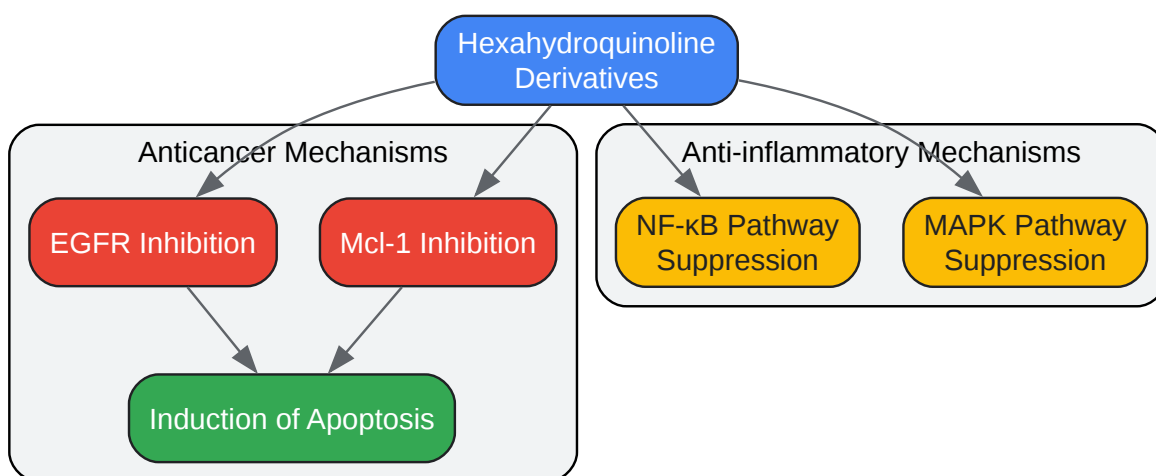 Hexahydroquinoline
Derivatives
Anticancer Mechanisms
Anti-inflammatory Mechanisms
EGFR Inhibition
Mcl-1 Inhibition
NF-κB Pathway
Suppression
MAPK Pathway
Suppression
Induction of Apoptosis